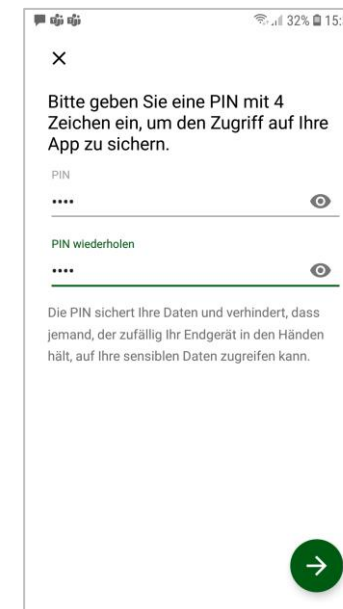 32% 15:
Bitte geben Sie eine PIN mit 4
Zeichen ein, um den Zugriff auf Ihre
App zu sichern.
PIN
••••
PIN wiederholen
••••
Die PIN sichert Ihre Daten und verhindert, dass
jemand, der zufällig Ihr Endgerät in den Händen
hält, auf Ihre sensiblen Daten zugreifen kann.